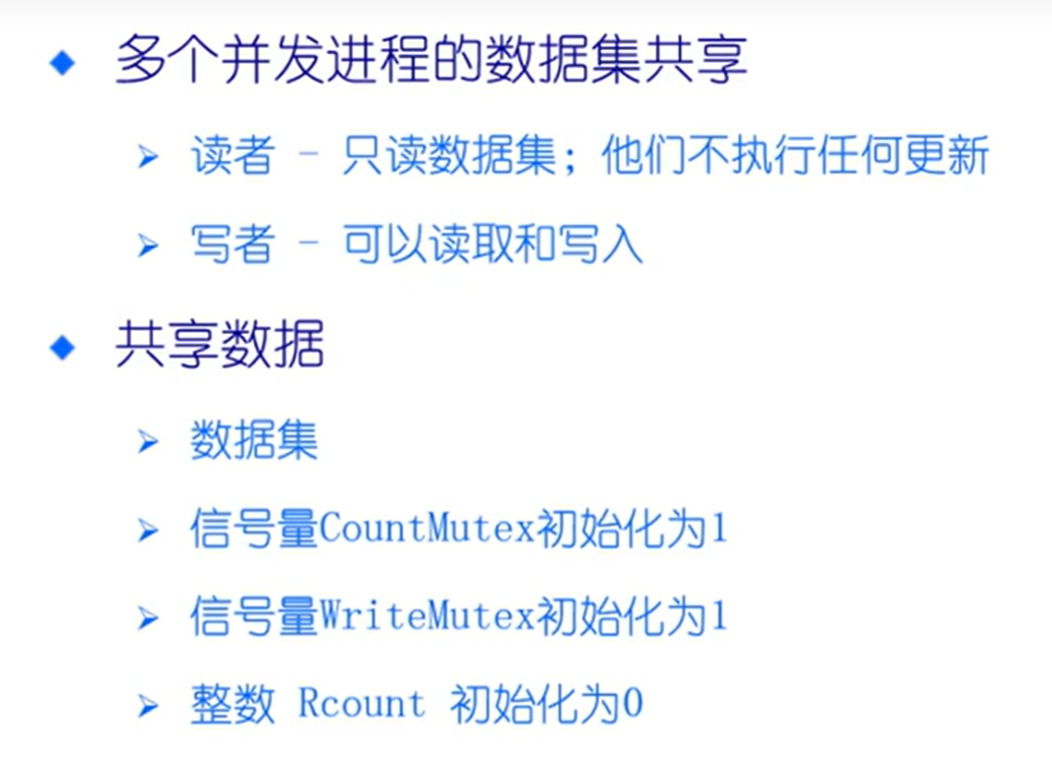 多个并发进程的数据集共享
读者 - 只读数据集；他们不执行任何更新
写者 - 可以读取和写入
共享数据
数据集
信号量CountMutex初始化为1
信号量WriteMutex初始化为1
整数 Rcount 初始化为0